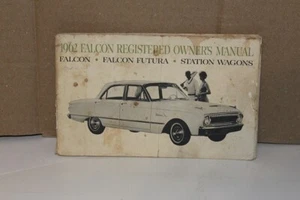 1962 FALCON REGISTERED OWNER'S MANUAL
FALCON • FALCON FUTURA • STATION WAGONS